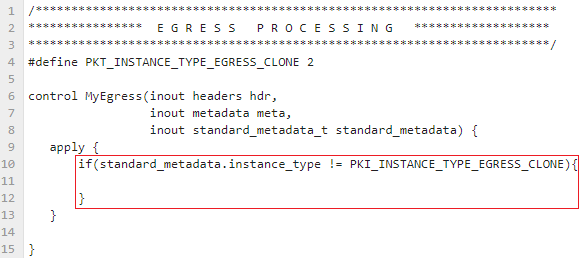 1 /***************************************************************************
2 **************** E G R E S S   P R O C E S S I N G   *******************
3 ***************************************************************************/
4 #define PKT_INSTANCE_TYPE_EGRESS_CLONE 2
5
6 control MyEgress(inout headers hdr,
7                  inout metadata meta,
8                  inout standard_metadata_t standard_metadata) {
9    apply {
10       if(standard_metadata.instance_type != PKI_INSTANCE_TYPE_EGRESS_CLONE){
11
12       }
13   }
14
15 }